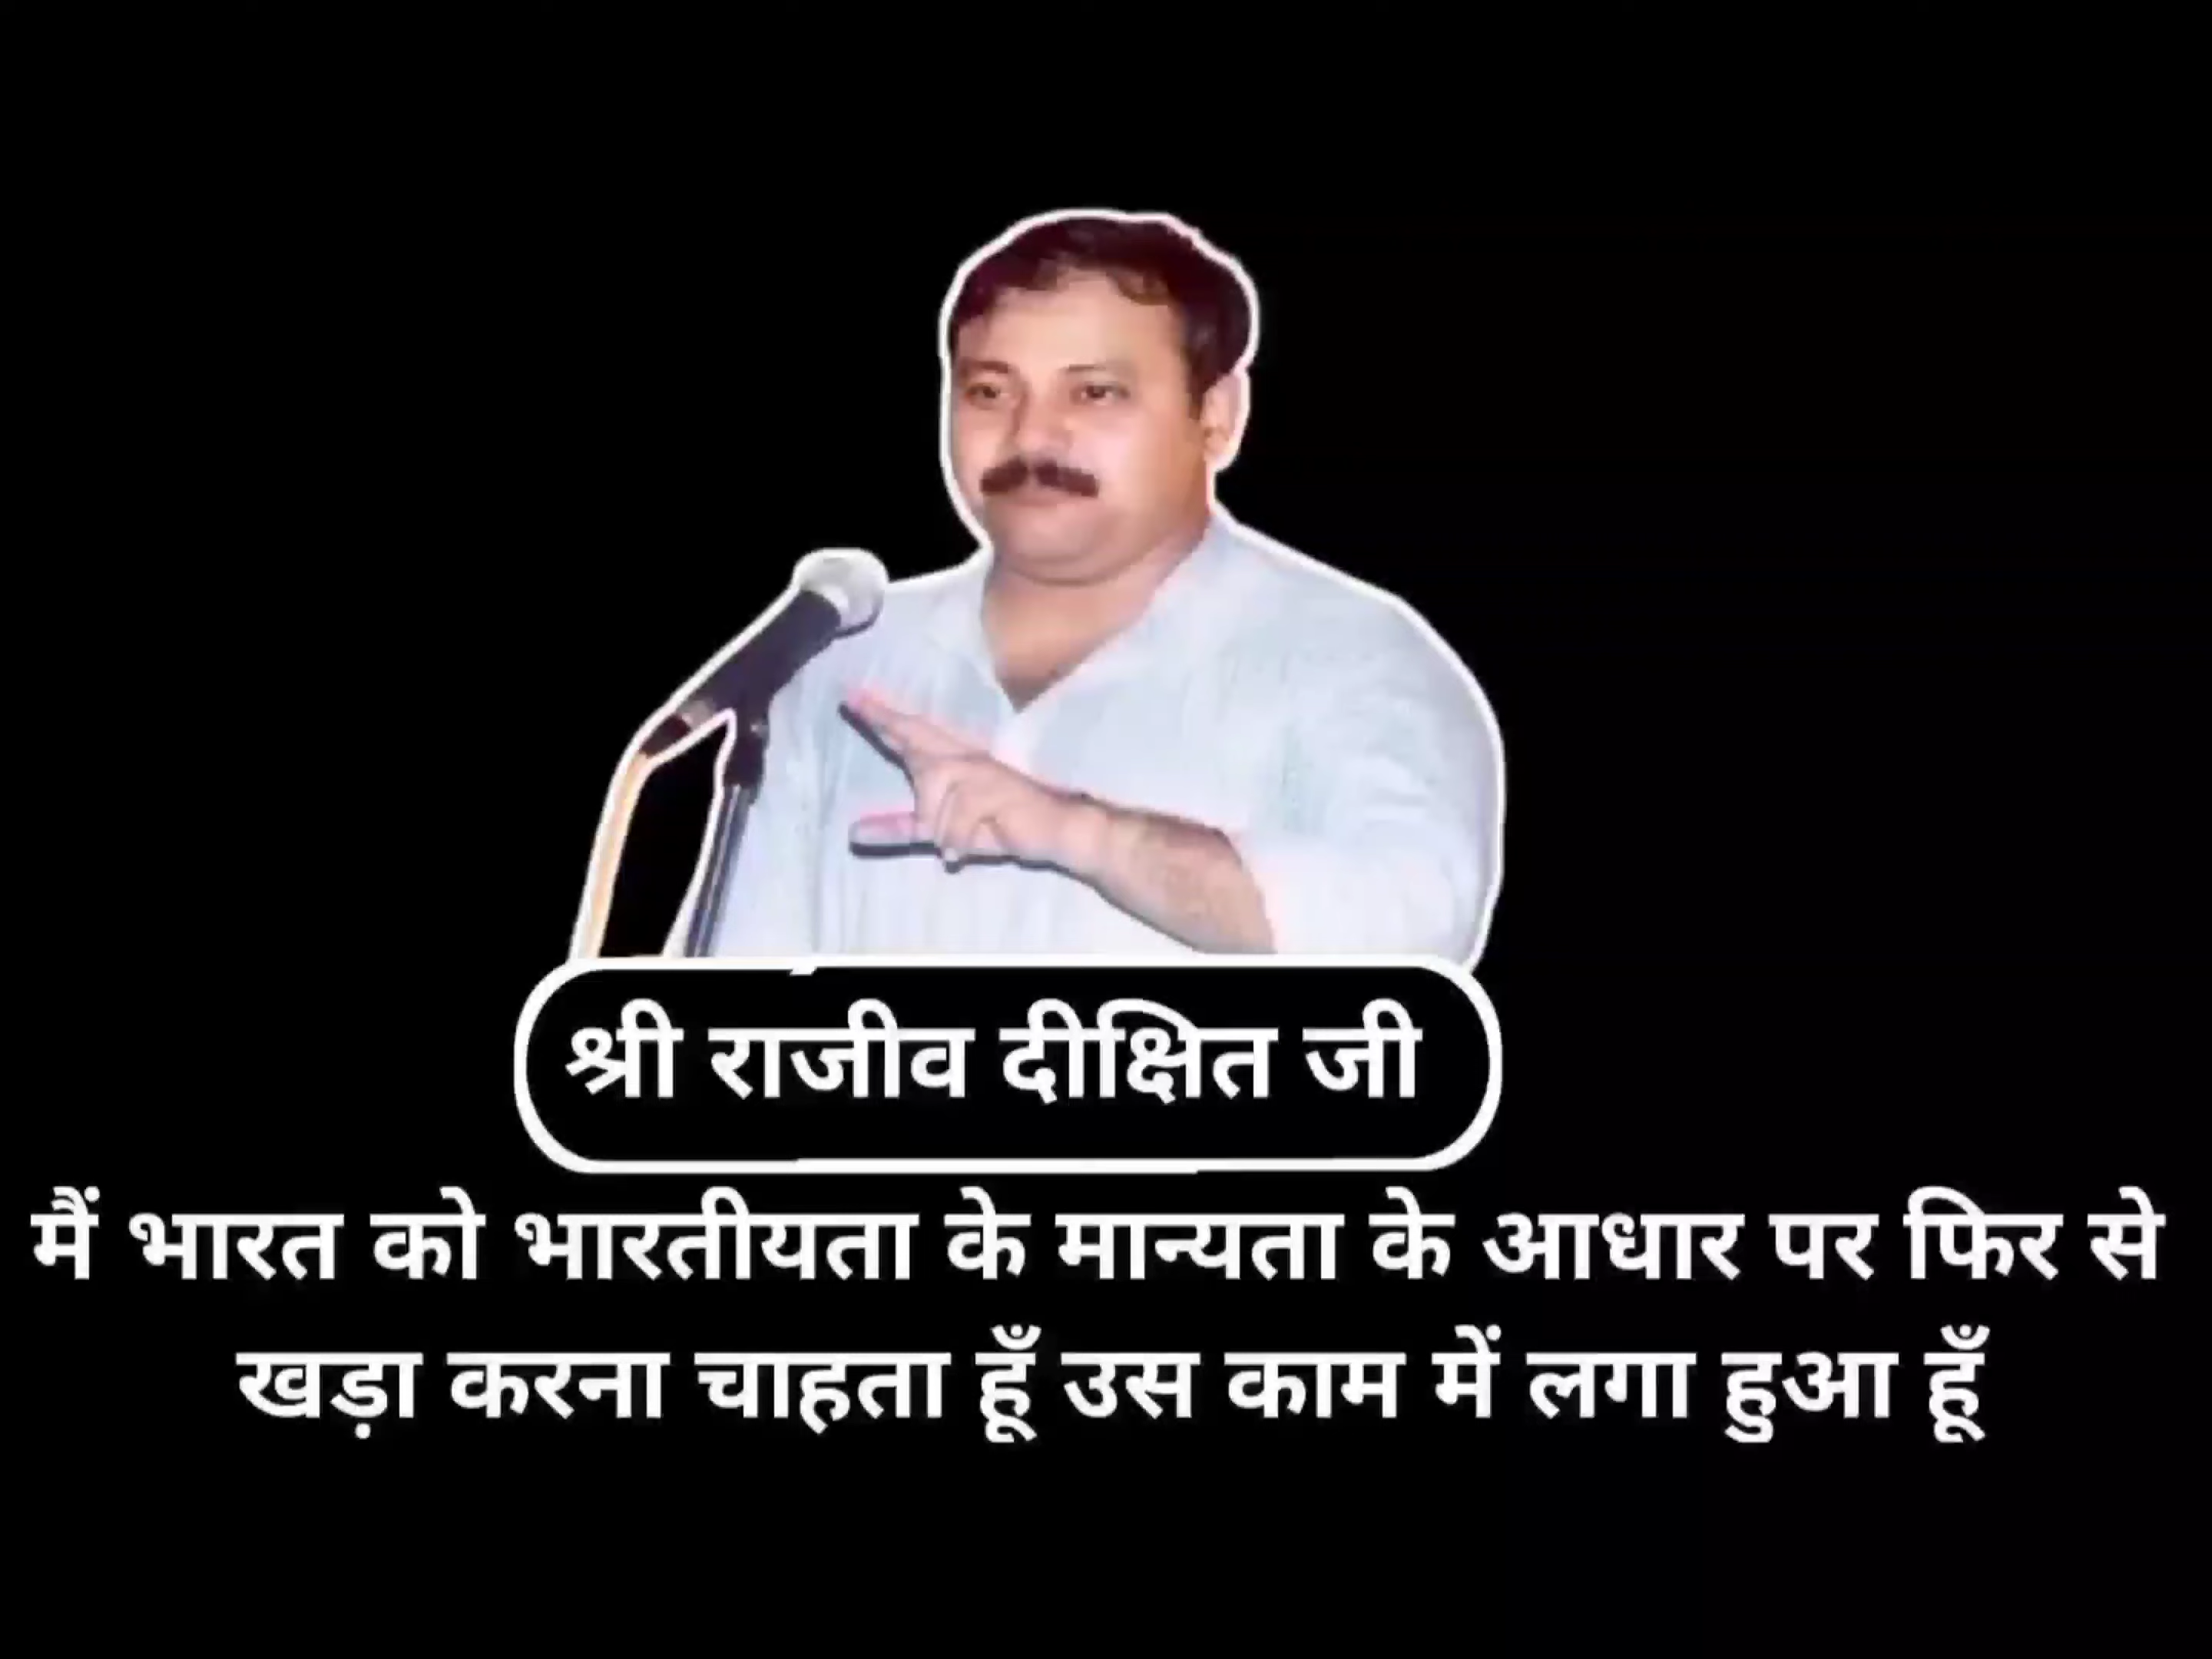 श्री राजीव दीक्षित जी
मैं भारत को भारतीयता के मान्यता के आधार पर फिर से
खड़ा करना चाहता हूँ उस काम में लगा हुआ हूँ